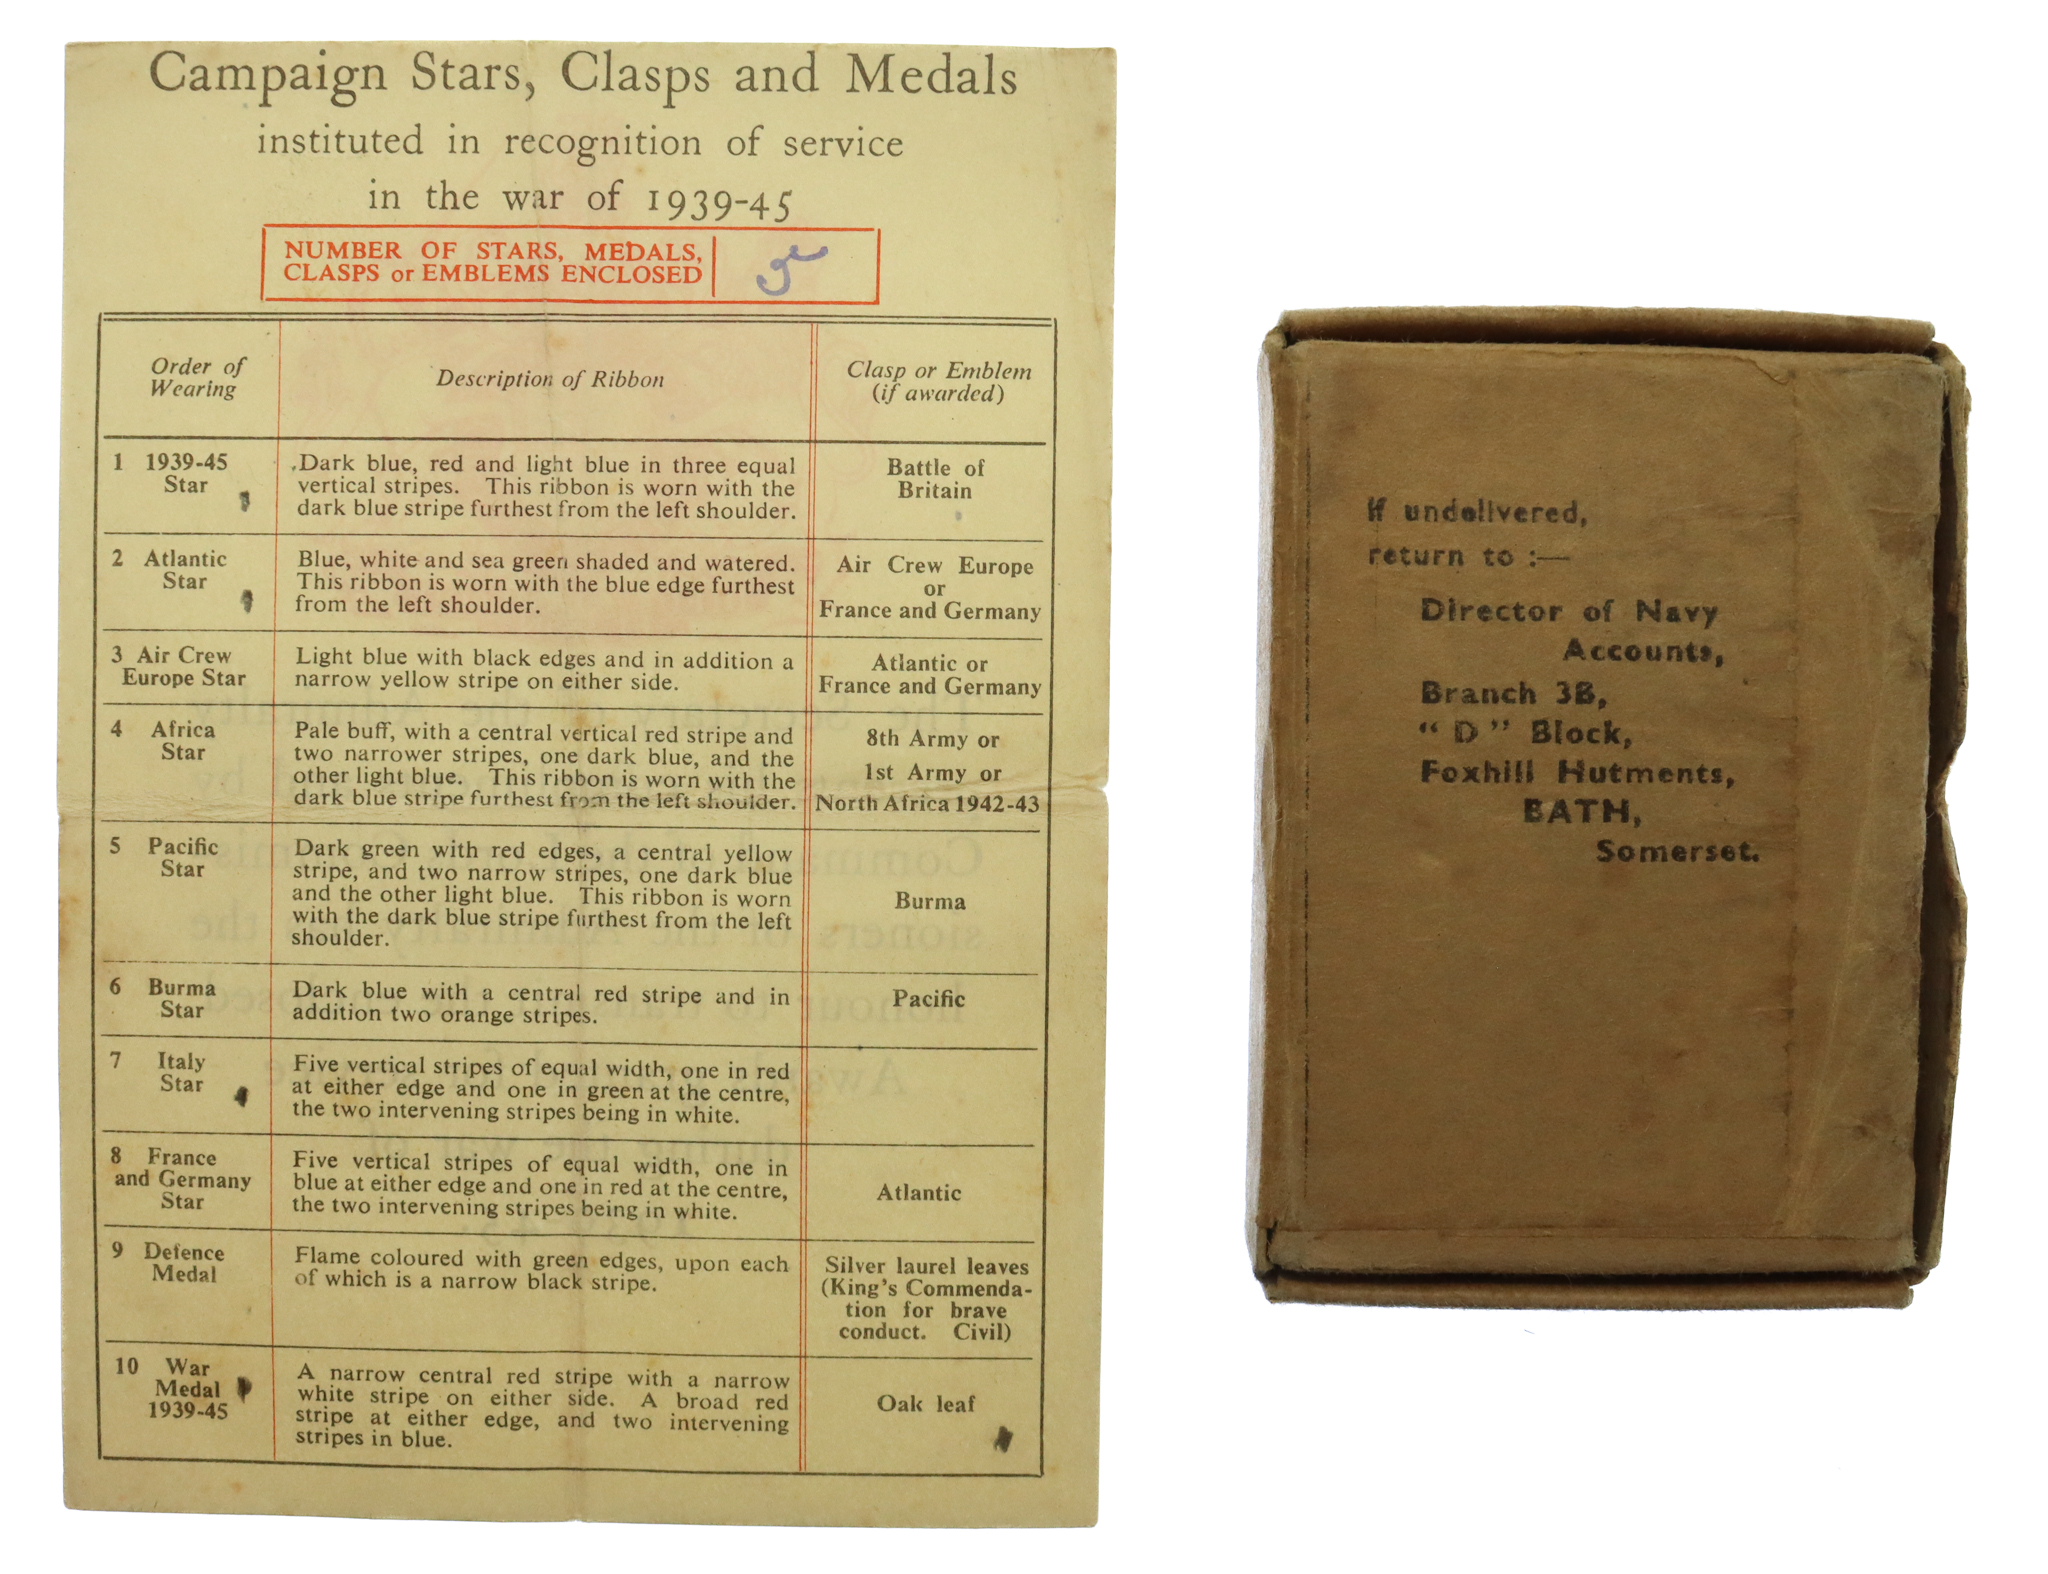 Campaign Stars, Clasps and Medals
instituted in recognition of service
in the war of 1939-45
NUMBER OF STARS, MEDALS,
CLASPS or EMBLEMS ENCLOSED
5
Order of
Wearing
Description of Ribbon
Clasp or Emblem
(if awarded)
1 1939-45
Star
Dark blue, red and light blue in three equal
vertical stripes. This ribbon is worn with the
dark blue stripe furthest from the left shoulder.
Battle of
Britain
2 Atlantic
Star
Blue, white and sea green shaded and watered.
This ribbon is worn with the blue edge furthest
from the left shoulder.
Air Crew Europe
or
France and Germany
3 Air Crew
Europe Star
Light blue with black edges and in addition a
narrow yellow stripe on either side.
Atlantic or
France and Germany
4 Africa
Star
Pale buff, with a central vertical red stripe and
two narrower stripes, one dark blue, and the
other light blue. This ribbon is worn with the
dark blue stripe furthest from the left shoulder.
8th Army or
1st Army or
North Africa 1942-43
5 Pacific
Star
Dark green with red edges, a central yellow
stripe, and two narrow stripes, one dark blue
and the other light blue. This ribbon is worn
with the dark blue stripe furthest from the left
shoulder.
Burma
6 Burma
Star
Dark blue with a central red stripe and in
addition two orange stripes.
Pacific
7 Italy
Star
Five vertical stripes of equal width, one in red
at either edge and one in green at the centre,
the two intervening stripes being in white.
8 France
and Germany
Star
Five vertical stripes of equal width, one in
blue at either edge and one in red at the centre,
the two intervening stripes being in white.
Atlantic
9 Defence
Medal
Flame coloured with green edges, upon each
of which is a narrow black stripe.
Silver laurel leaves
(King's Commenda-
tion for brave
conduct. Civil)
10 War
Medal
1939-45
A narrow central red stripe with a narrow
white stripe on either side. A broad red
stripe at either edge, and two intervening
stripes in blue.
Oak leaf
If undelivered,
return to :—
Director of Navy
Accounts,
Branch 3B,
"D" Block,
Foxhill Hutments,
BATH,
Somerset.